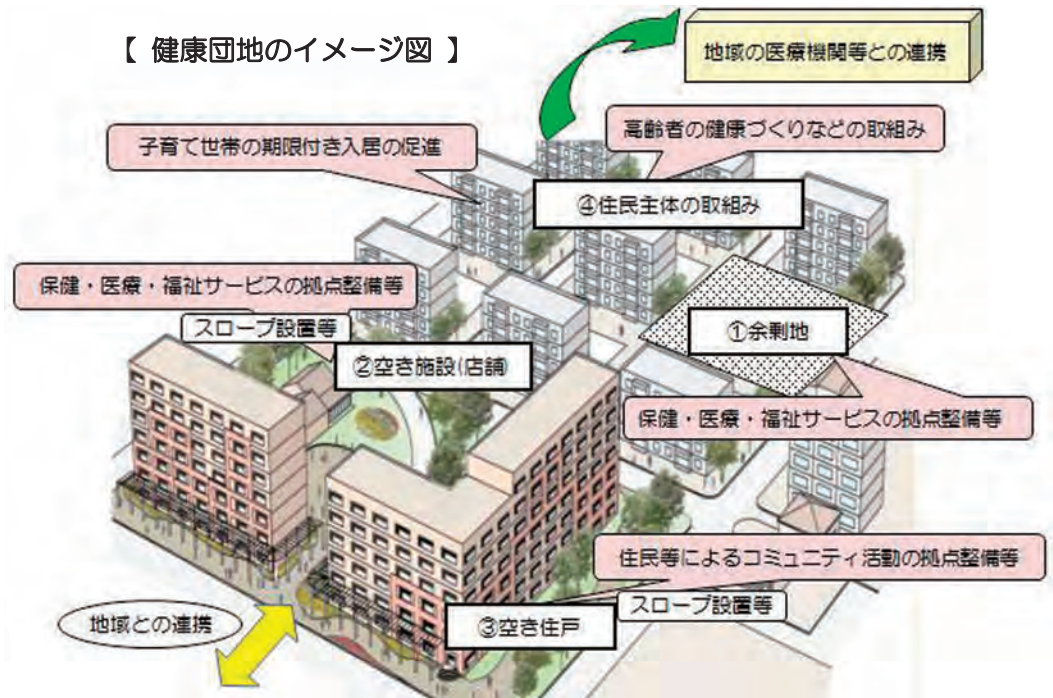 【 健康団地のイメージ図 】
地域の医療機関等との連携
高齢者の健康づくりなどの取組み
子育て世帯の期限付き入居の促進
④住民主体の取組み
保健・医療・福祉サービスの拠点整備等
スロープ設置等
①余剰地
②空き施設(店舗)
保健・医療・福祉サービスの拠点整備等
住民等によるコミュニティ活動の拠点整備等
スロープ設置等
地域との連携
③空き住戸